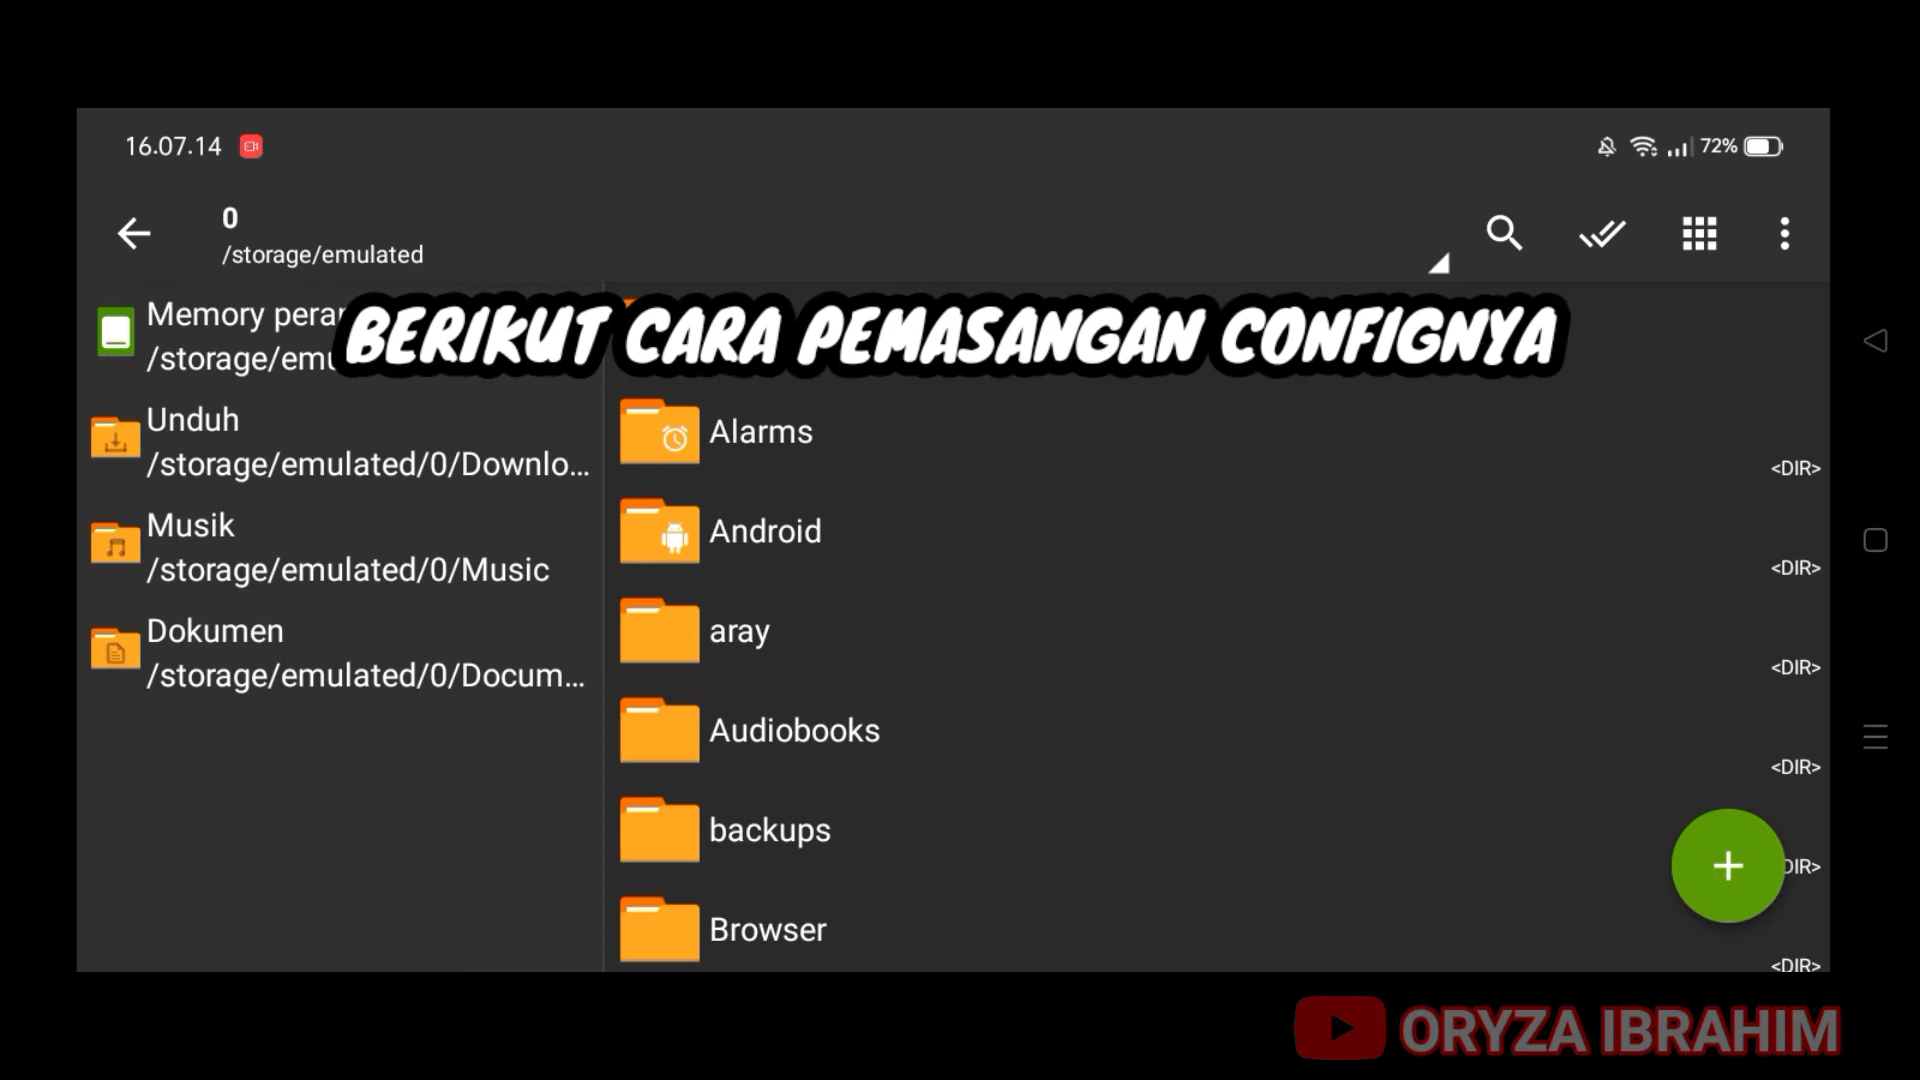 16.07.14
72%
0
/storage/emulated
BERIKUT CARA PEMASANGAN CONFIGNYA
Memory
/storage/emu
Unduh
/storage/emulated/0/Downlo...
Musik
/storage/emulated/0/Music
Dokumen
/storage/emulated/0/Docum...
Alarms
<DIR>
Android
<DIR>
aray
<DIR>
Audiobooks
<DIR>
backups
DIR>
Browser
<DIR>
ORYZA IBRAHIM